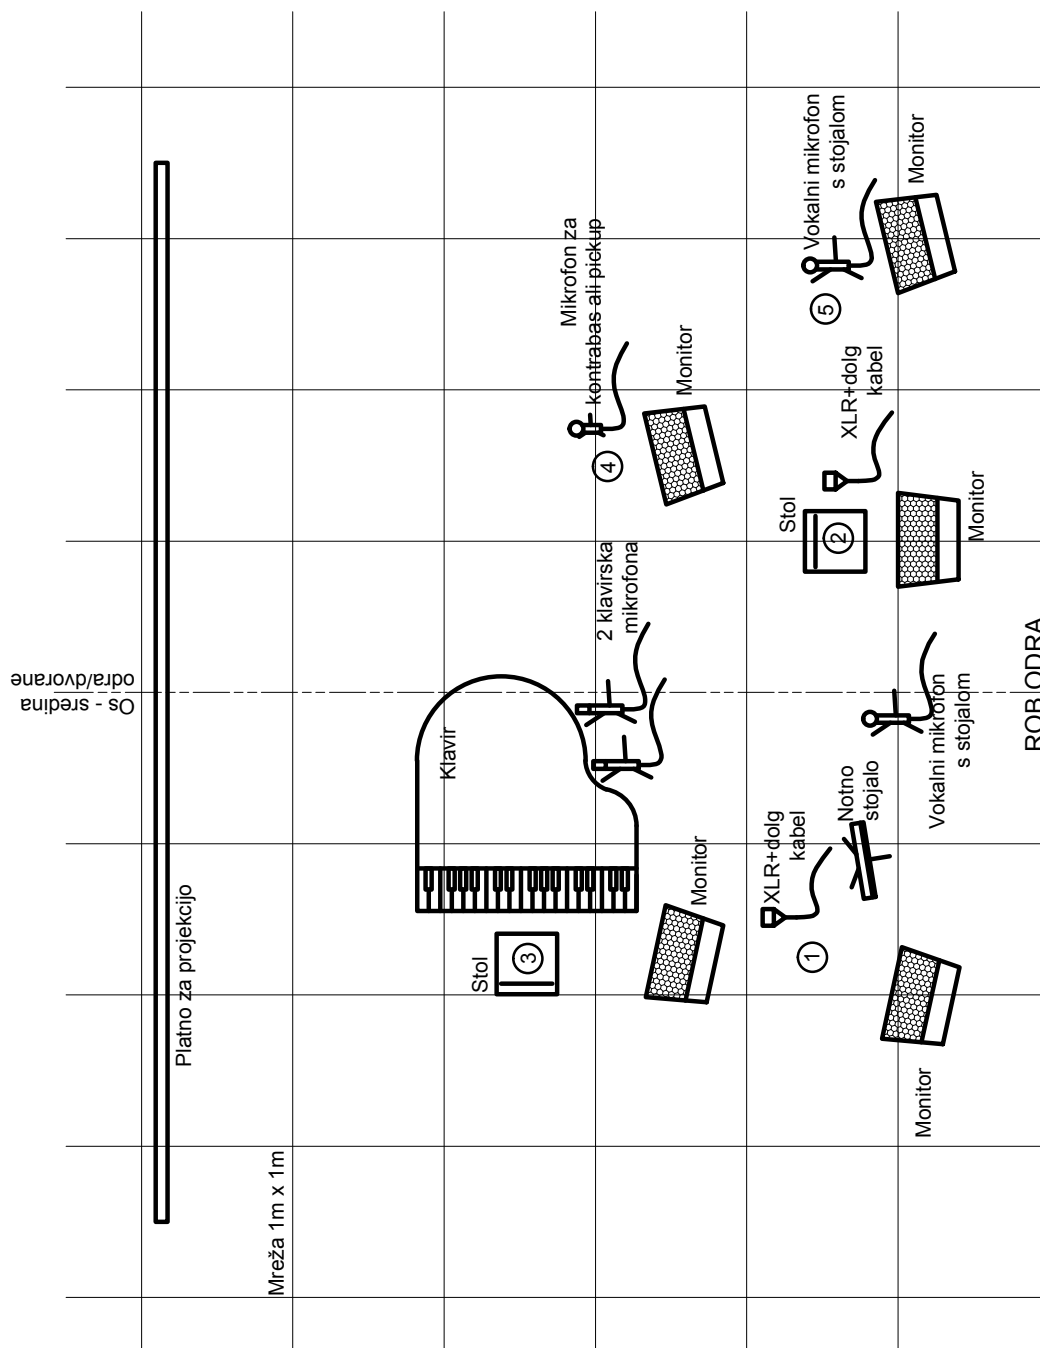 Os - sredina
odra/dvorane
Platno za projekcijo
Mreža 1m x 1m
Klavir
Stol
3
Monitor
2 klavirska
mikrofona
Mikrofon za
kontrabas ali pickup
4
Monitor
XLR+dolg
kabel
1
Notno
stojalo
Monitor
Vokalni mikrofon
s stojalom
Stol
2
XLR+dolg
kabel
Monitor
Vokalni mikrofon
s stojalom
5
Monitor
ROB ODRA